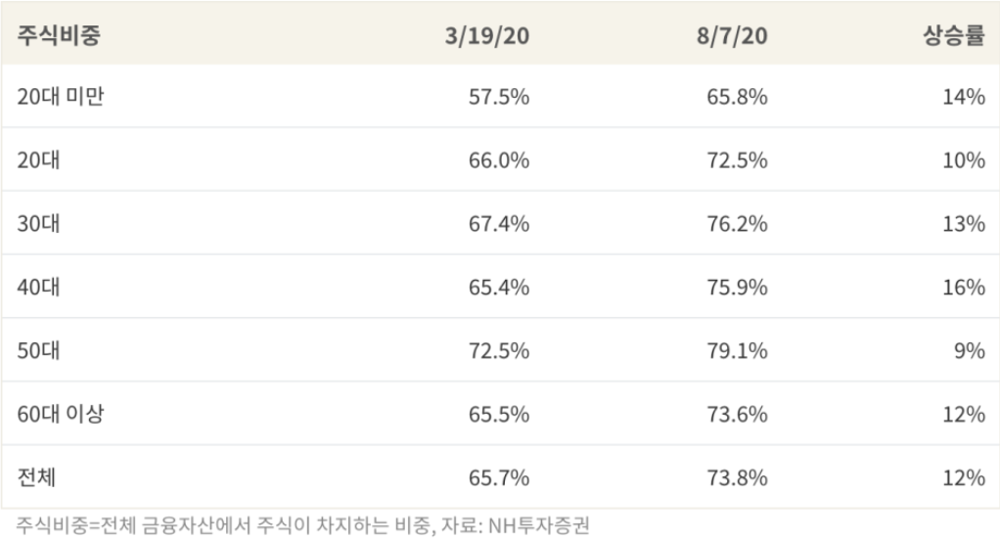 주식비중 3/19/20 8/7/20 상승률
20대 미만 57.5% 65.8% 14%
20대 66.0% 72.5% 10%
30대 67.4% 76.2% 13%
40대 65.4% 75.9% 16%
50대 72.5% 79.1% 9%
60대 이상 65.5% 73.6% 12%
전체 65.7% 73.8% 12%
주식비중=전체 금융자산에서 주식이 차지하는 비중, 자료: NH투자증권